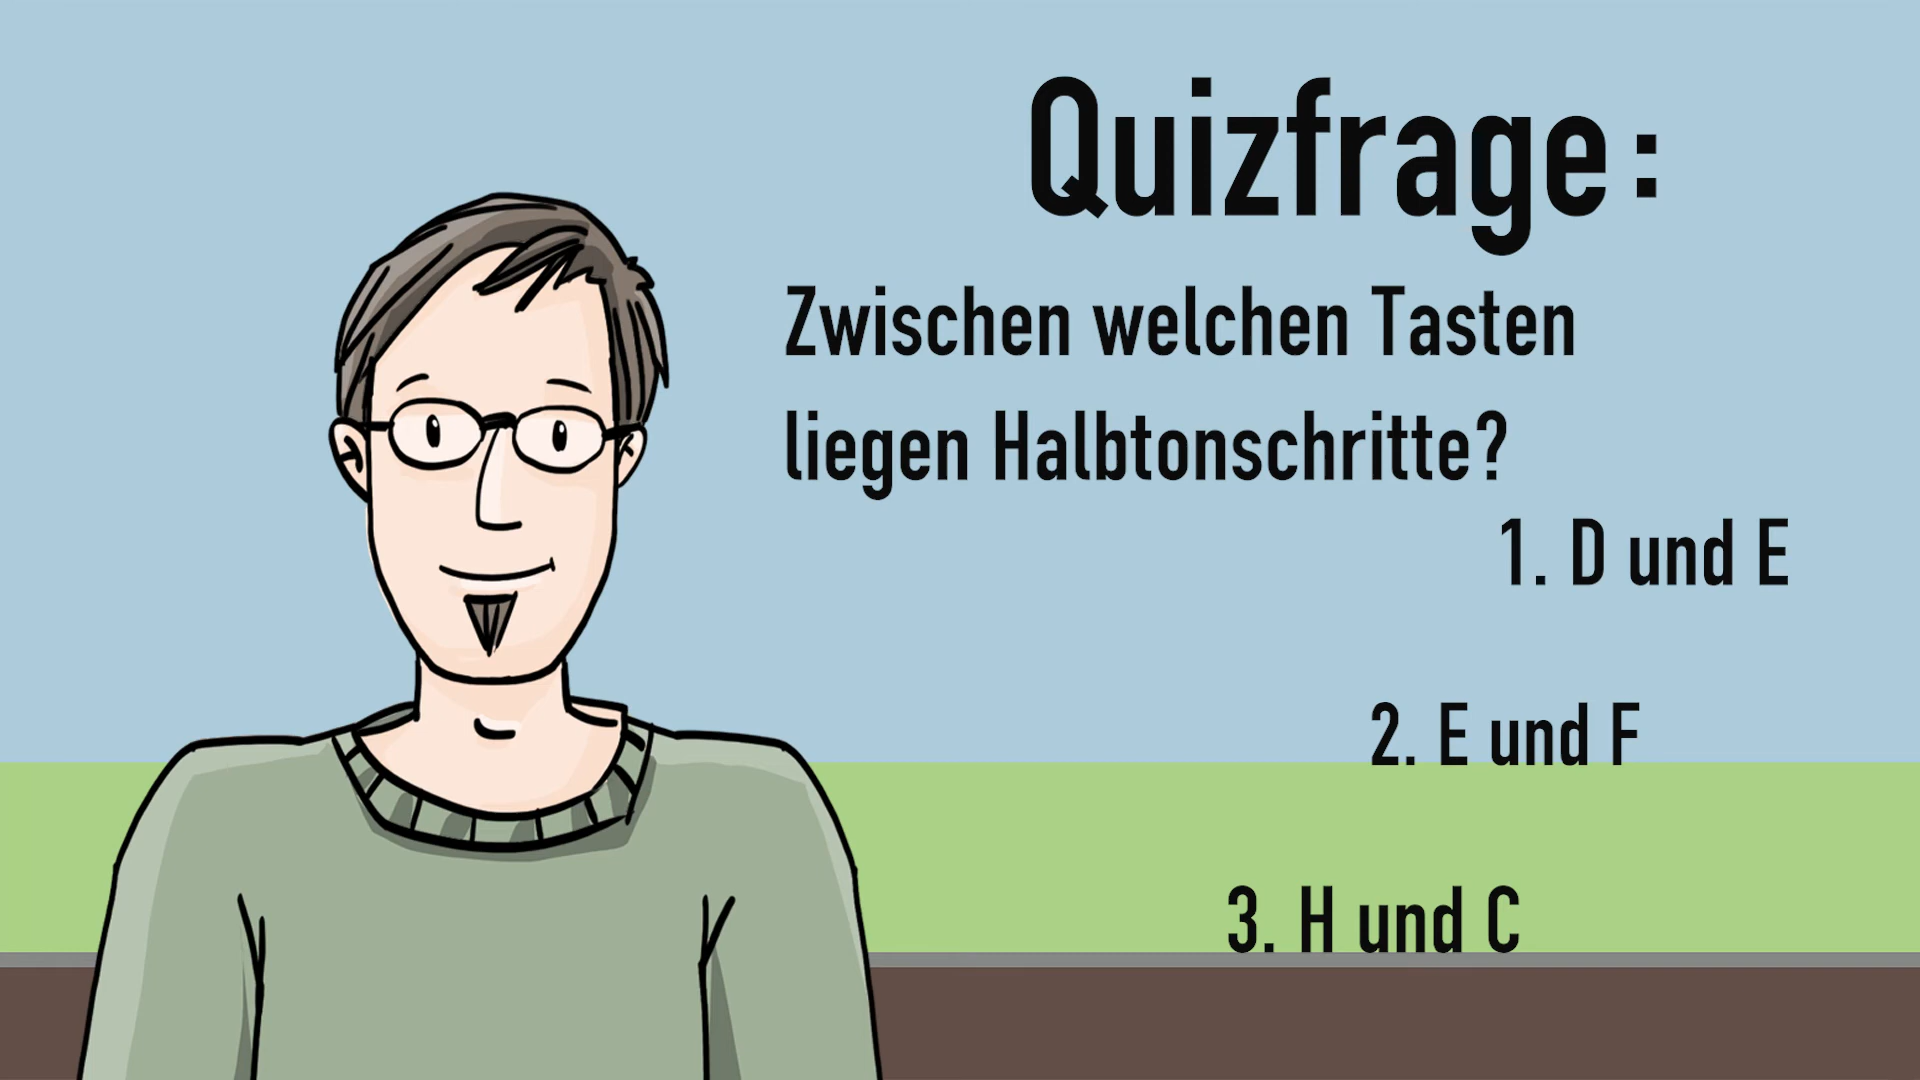 Quizfrage:
Zwischen welchen Tasten
liegen Halbtonschritte?
1. D und E
2. E und F
3. H und C